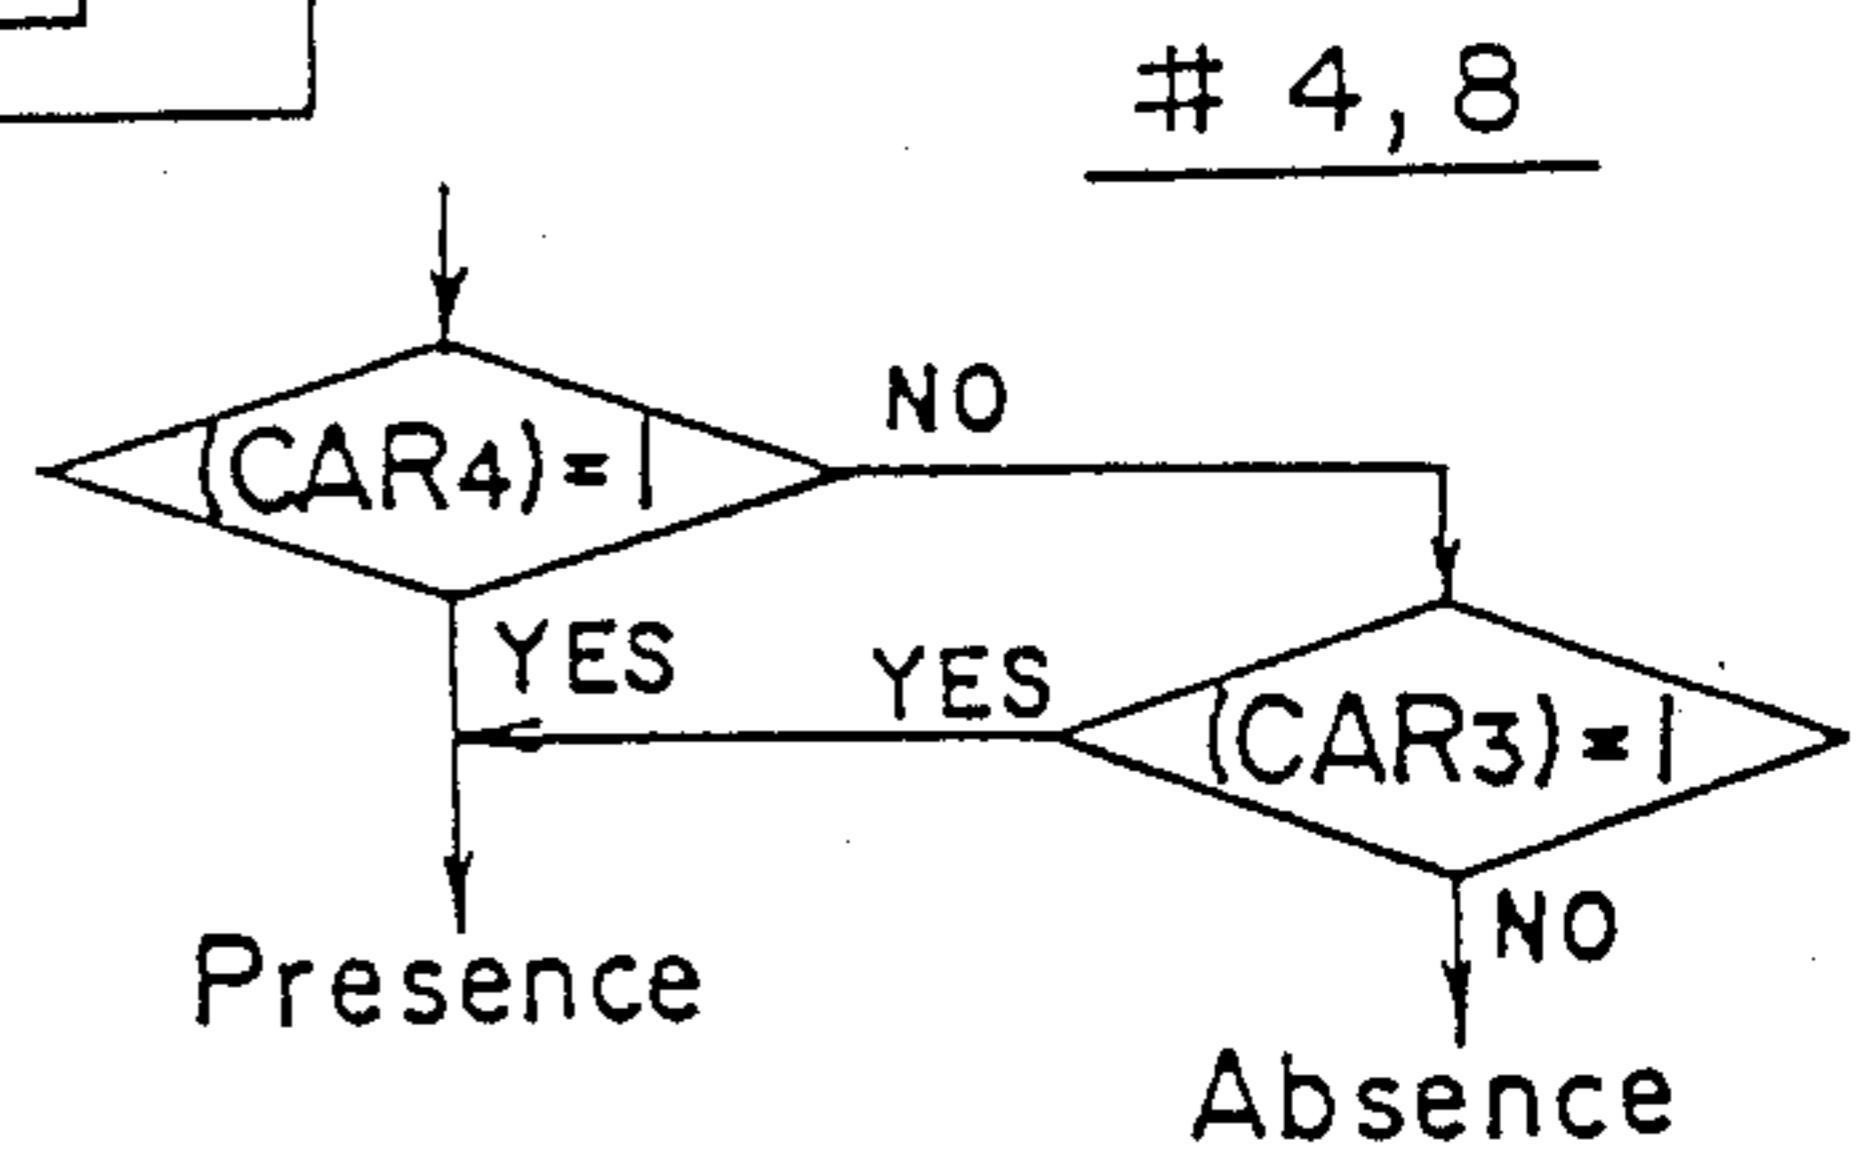 # 4,8
NO
(CAR4)=1
YES
YES
(CAR3)=1
NO
Presence
Absence